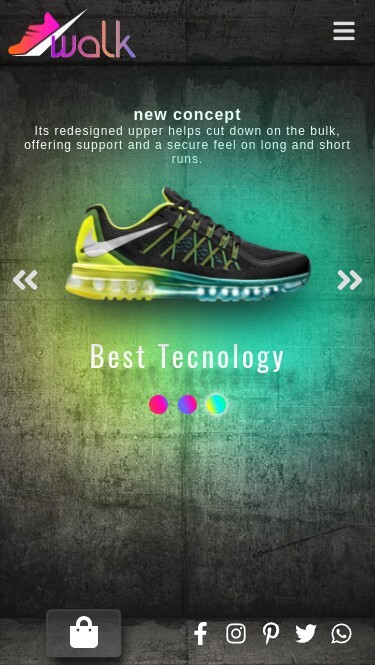 walk
new concept
Its redesigned upper helps cut down on the bulk,
offering support and a secure feel on long and short
runs.
Best Tecnology